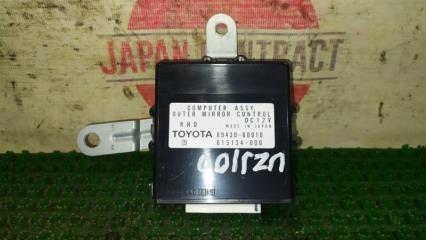 JAPAN CONTRACT
COMPUTER ASSY,
OUTER MIRROR CONTROL
DC12V
RHD MADE IN JAPAN
TOYOTA 89430-60010
615134-000
UZJ100